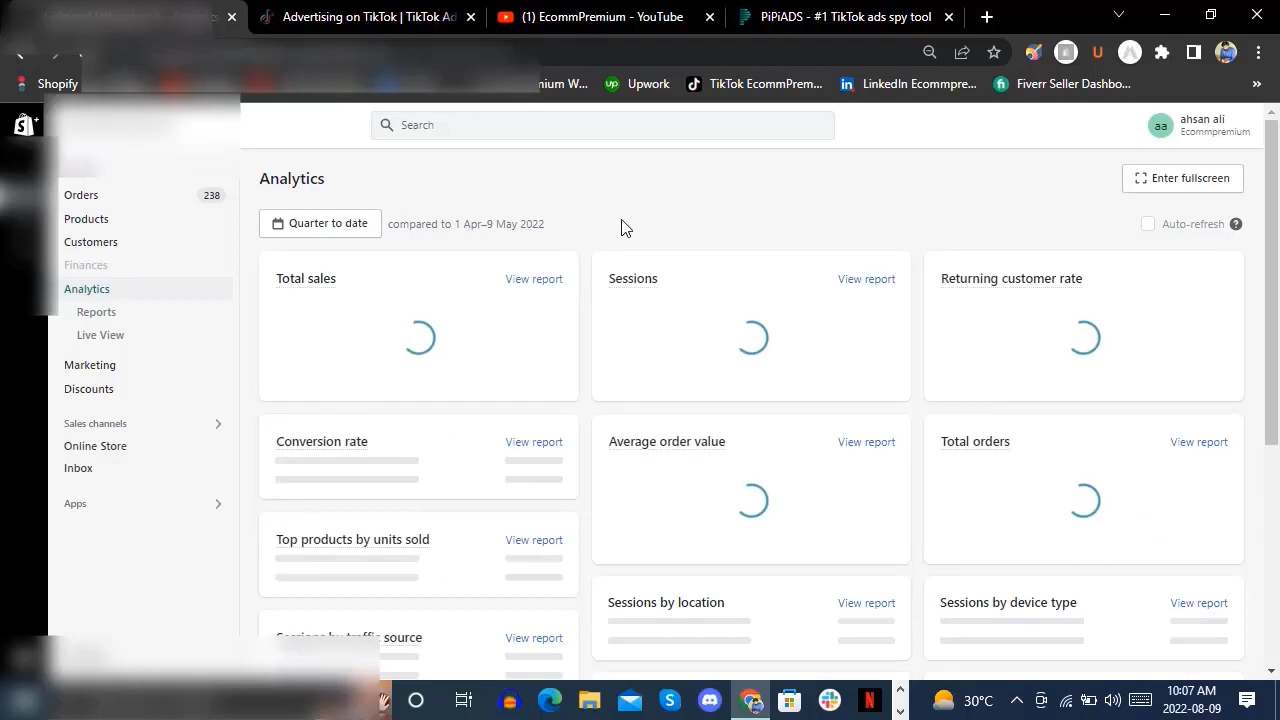 Advertising on TikTok | TikTok Ad
(1) EcommPremium - YouTube
PiPiADS - #1 TikTok ads spy tool
Shopify
mium W...
Upwork
TikTok EcommPrem...
LinkedIn Ecommpre...
Fiverr Seller Dashbo...
Search
aa
ahsan ali
Ecommpremium
Orders
238
Products
Customers
Finances
Analytics
Reports
Live View
Marketing
Discounts
Sales channels
Online Store
Inbox
Apps
Analytics
Enter fullscreen
Quarter to date
compared to 1 Apr–9 May 2022
Auto-refresh
Total sales
View report
Sessions
View report
Returning customer rate
View report
Conversion rate
View report
Average order value
View report
Total orders
View report
Top products by units sold
View report
Sessions by location
View report
Sessions by device type
View report
Sessions by traffic source
View report
30°C
10:07 AM
2022-08-09